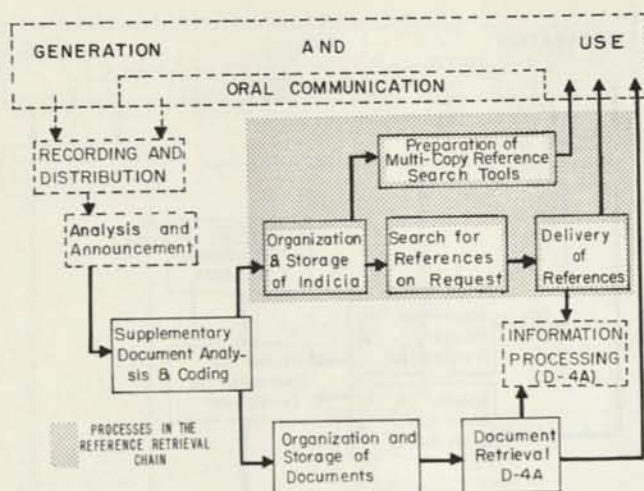 GENERATION AND USE
ORAL COMMUNICATION
RECORDING AND
DISTRIBUTION
Preparation of
Multi-Copy Reference
Search Tools
Analysis and
Announcement
Organization
& Storage
of Indicia
Search for
References
on Request
Delivery
of
References
Supplementary
Document Analy-
sis & Coding
INFORMATION
PROCESSING
(D-4A)
PROCESSES IN THE
REFERENCE RETRIEVAL
CHAIN
Organization and
Storage of
Documents
Document
Retrieval
D-4A